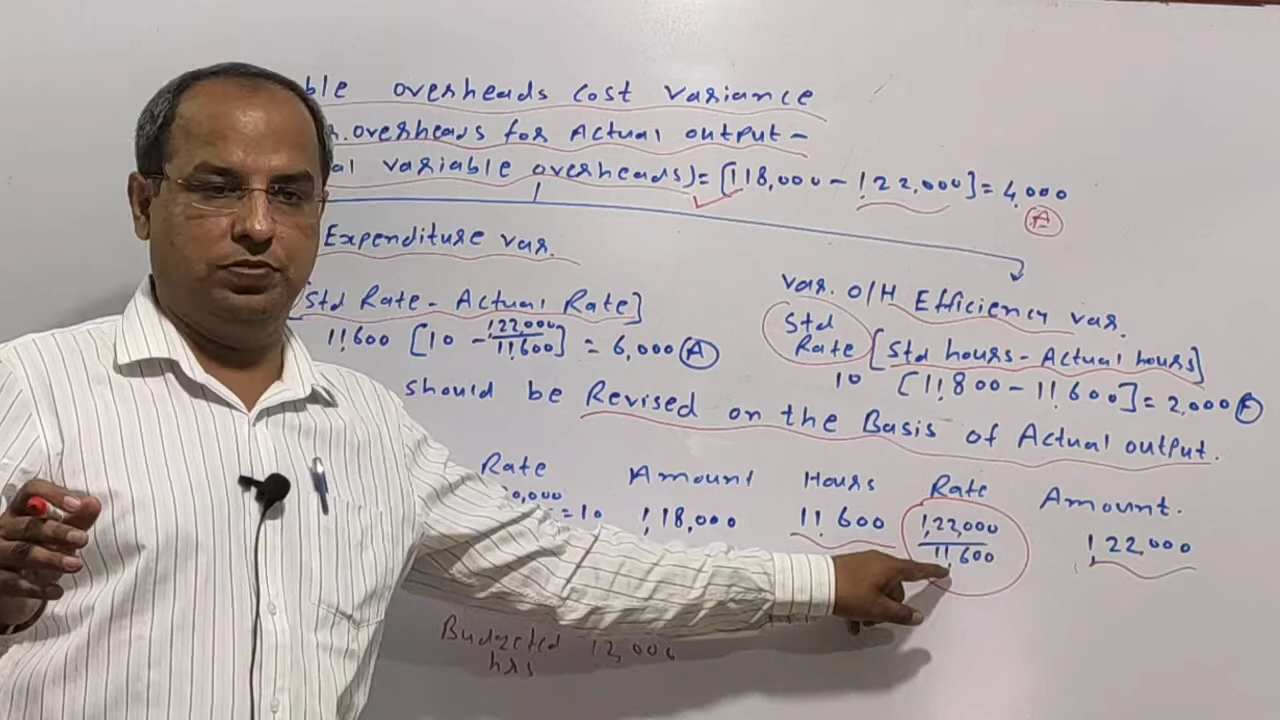 ble overheads cost variance
r. overheads for Actual output -
al variable overheads) = [118,000 - 1,22,000] = 4,000
A
Expenditure var.
[Std Rate - Actual Rate]
11,600 [10 - 1,22,000/11,600] = 6,000 (A)
var. O/H Efficiency var.
Std Rate [Std hours - Actual hours]
10 [11,800 - 11,600] = 2,000 (F)
should be Revised on the Basis of Actual output.
Rate Amount Hours Rate Amount.
0,000
=10 1,18,000 11,600 1,22,000/11,600 1,22,000
Budgeted 12,000
hrs